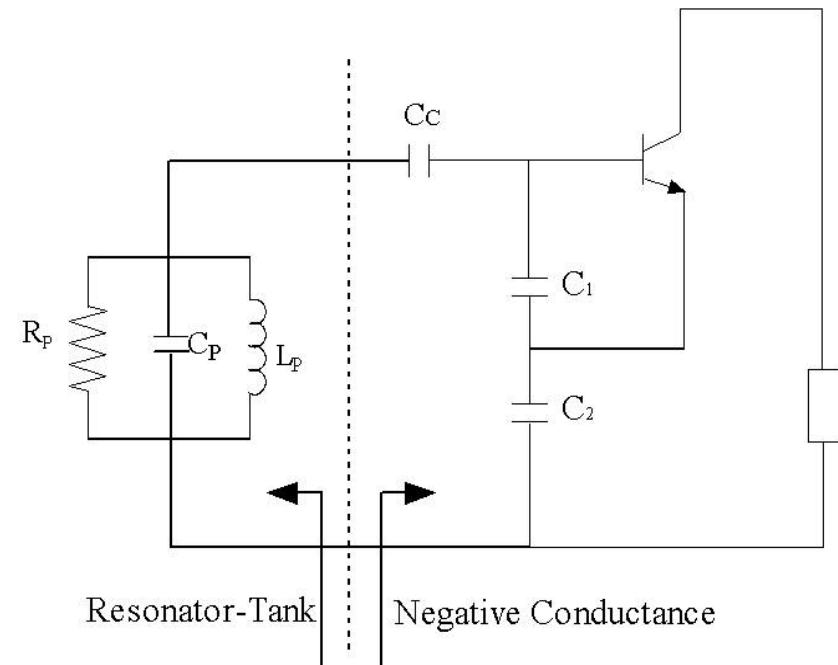 Cc
C1
Rp
CP
Lp
C2
Resonator-Tank
Negative Conductance